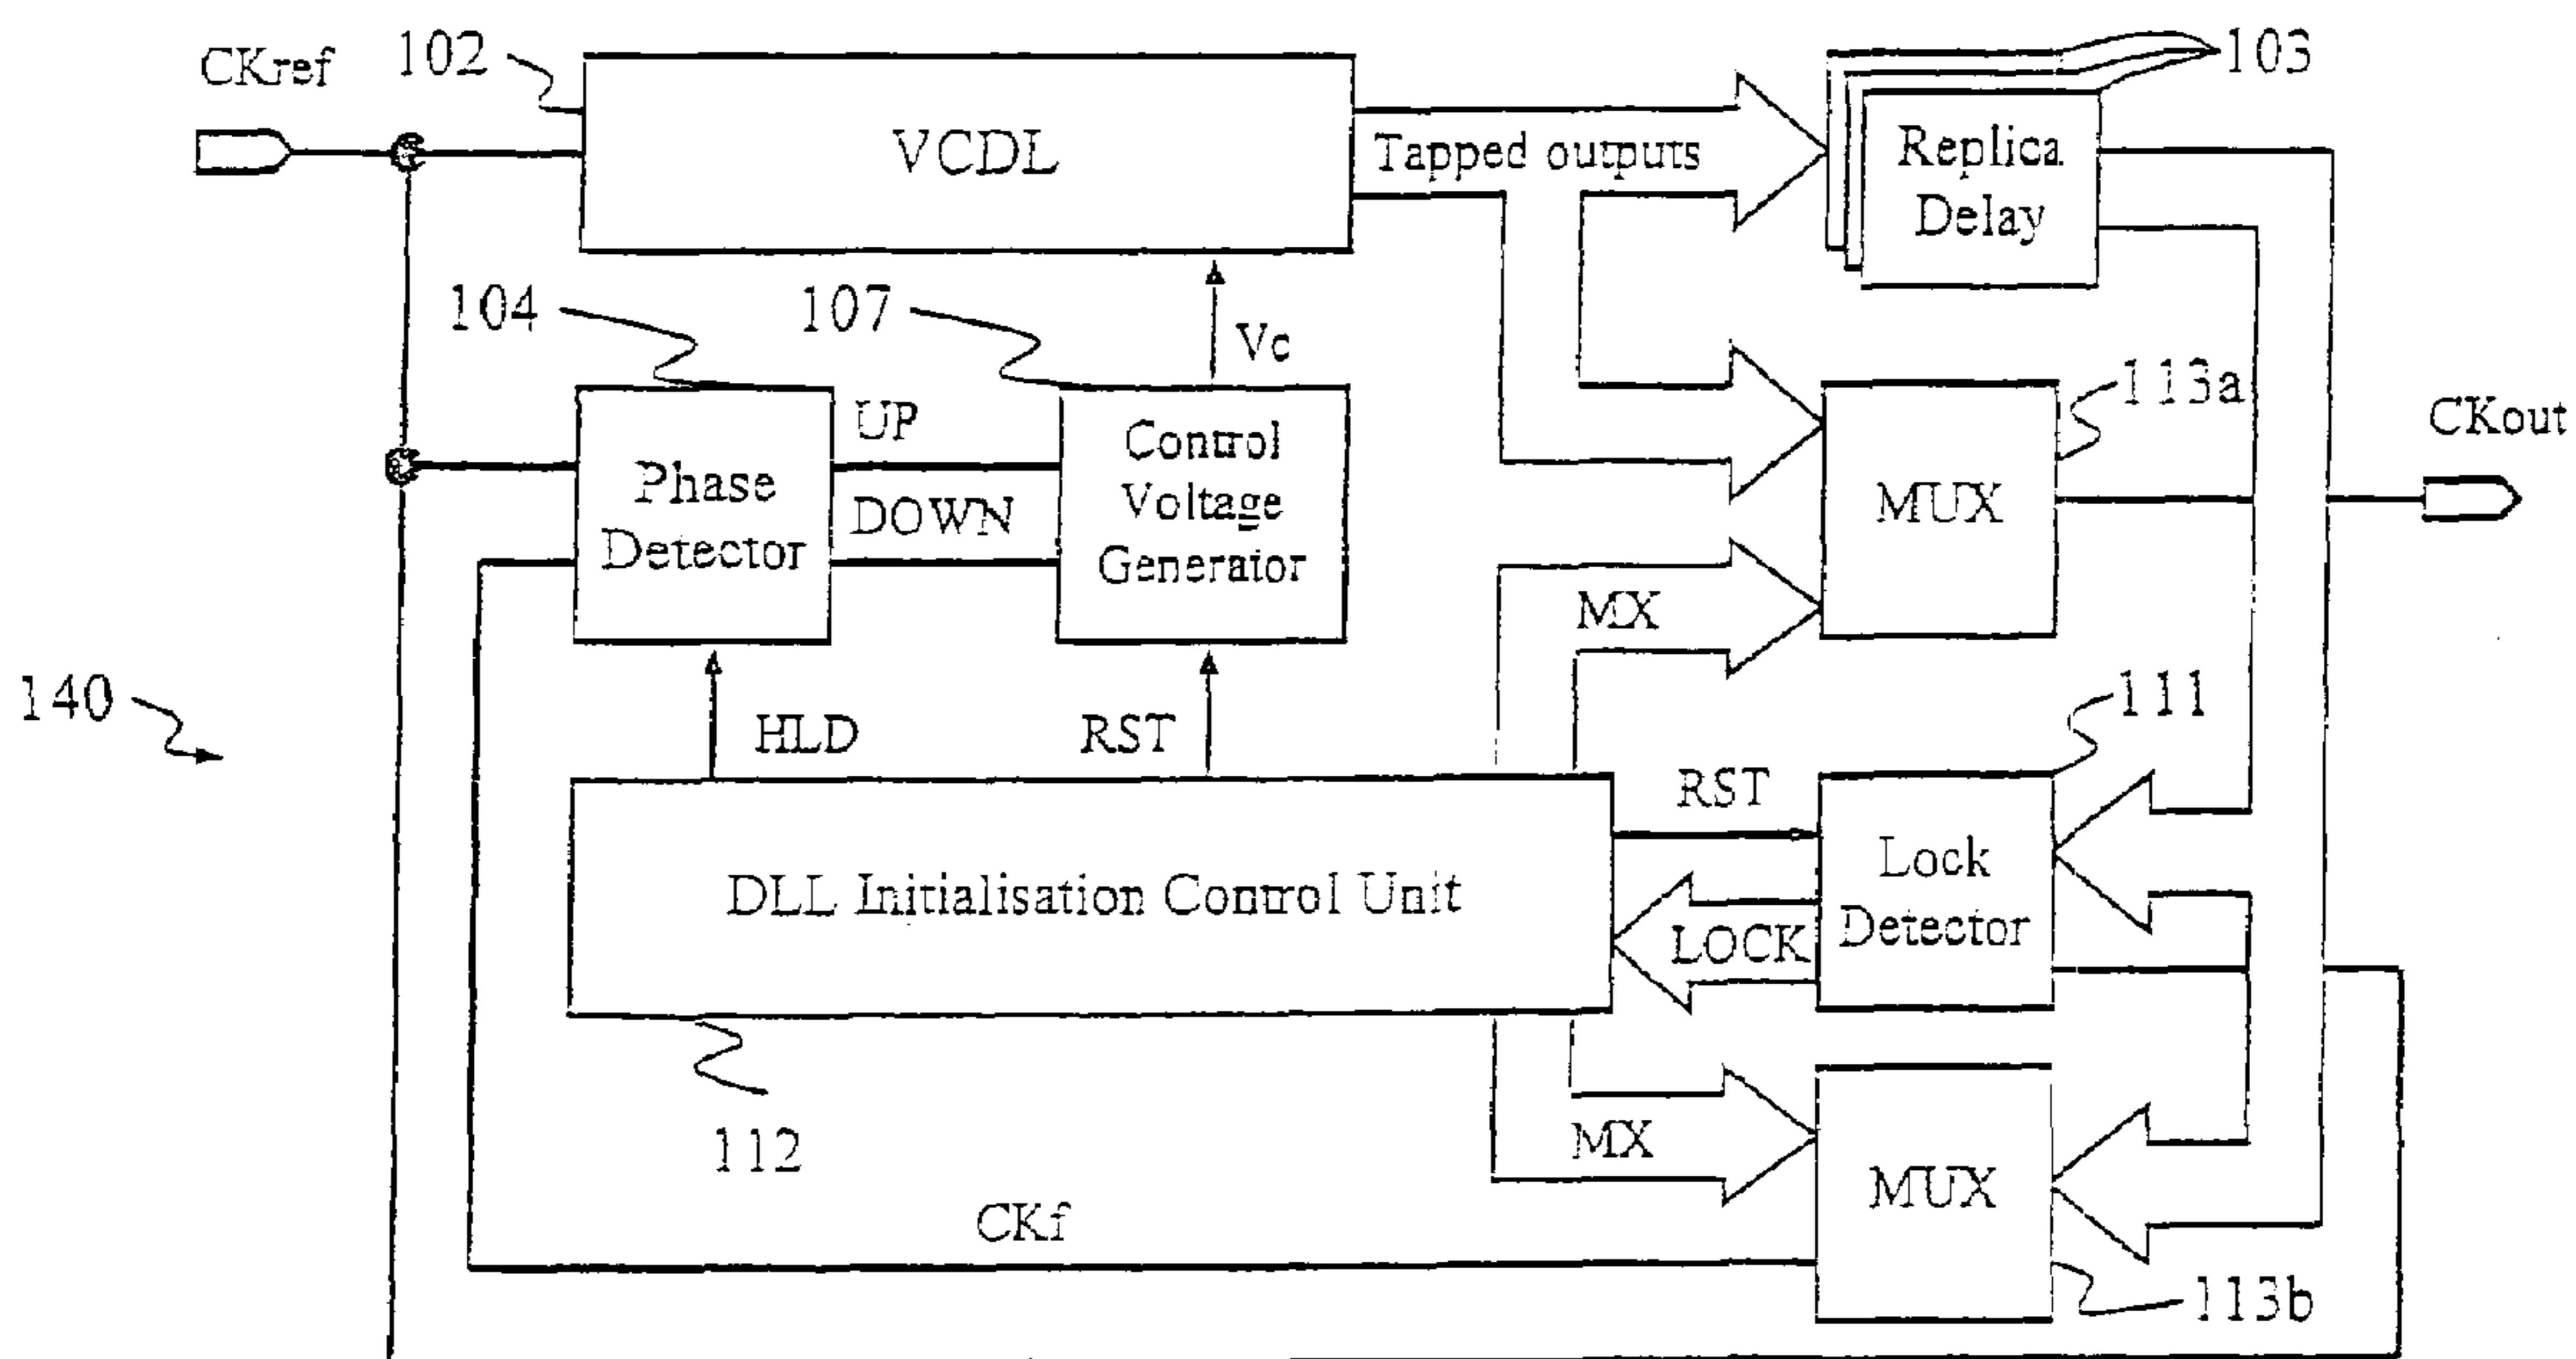 CKref
102
VCDL
Tapped outputs
103
Replica
Delay
104
107
Vc
113a
CKout
UP
DOWN
Phase
Detector
Control
Voltage
Generator
MUX
MX
140
HLD
RST
111
RST
Lock
Detector
LOCK
DLL Initialisation Control Unit
112
MX
MUX
CKf
113b